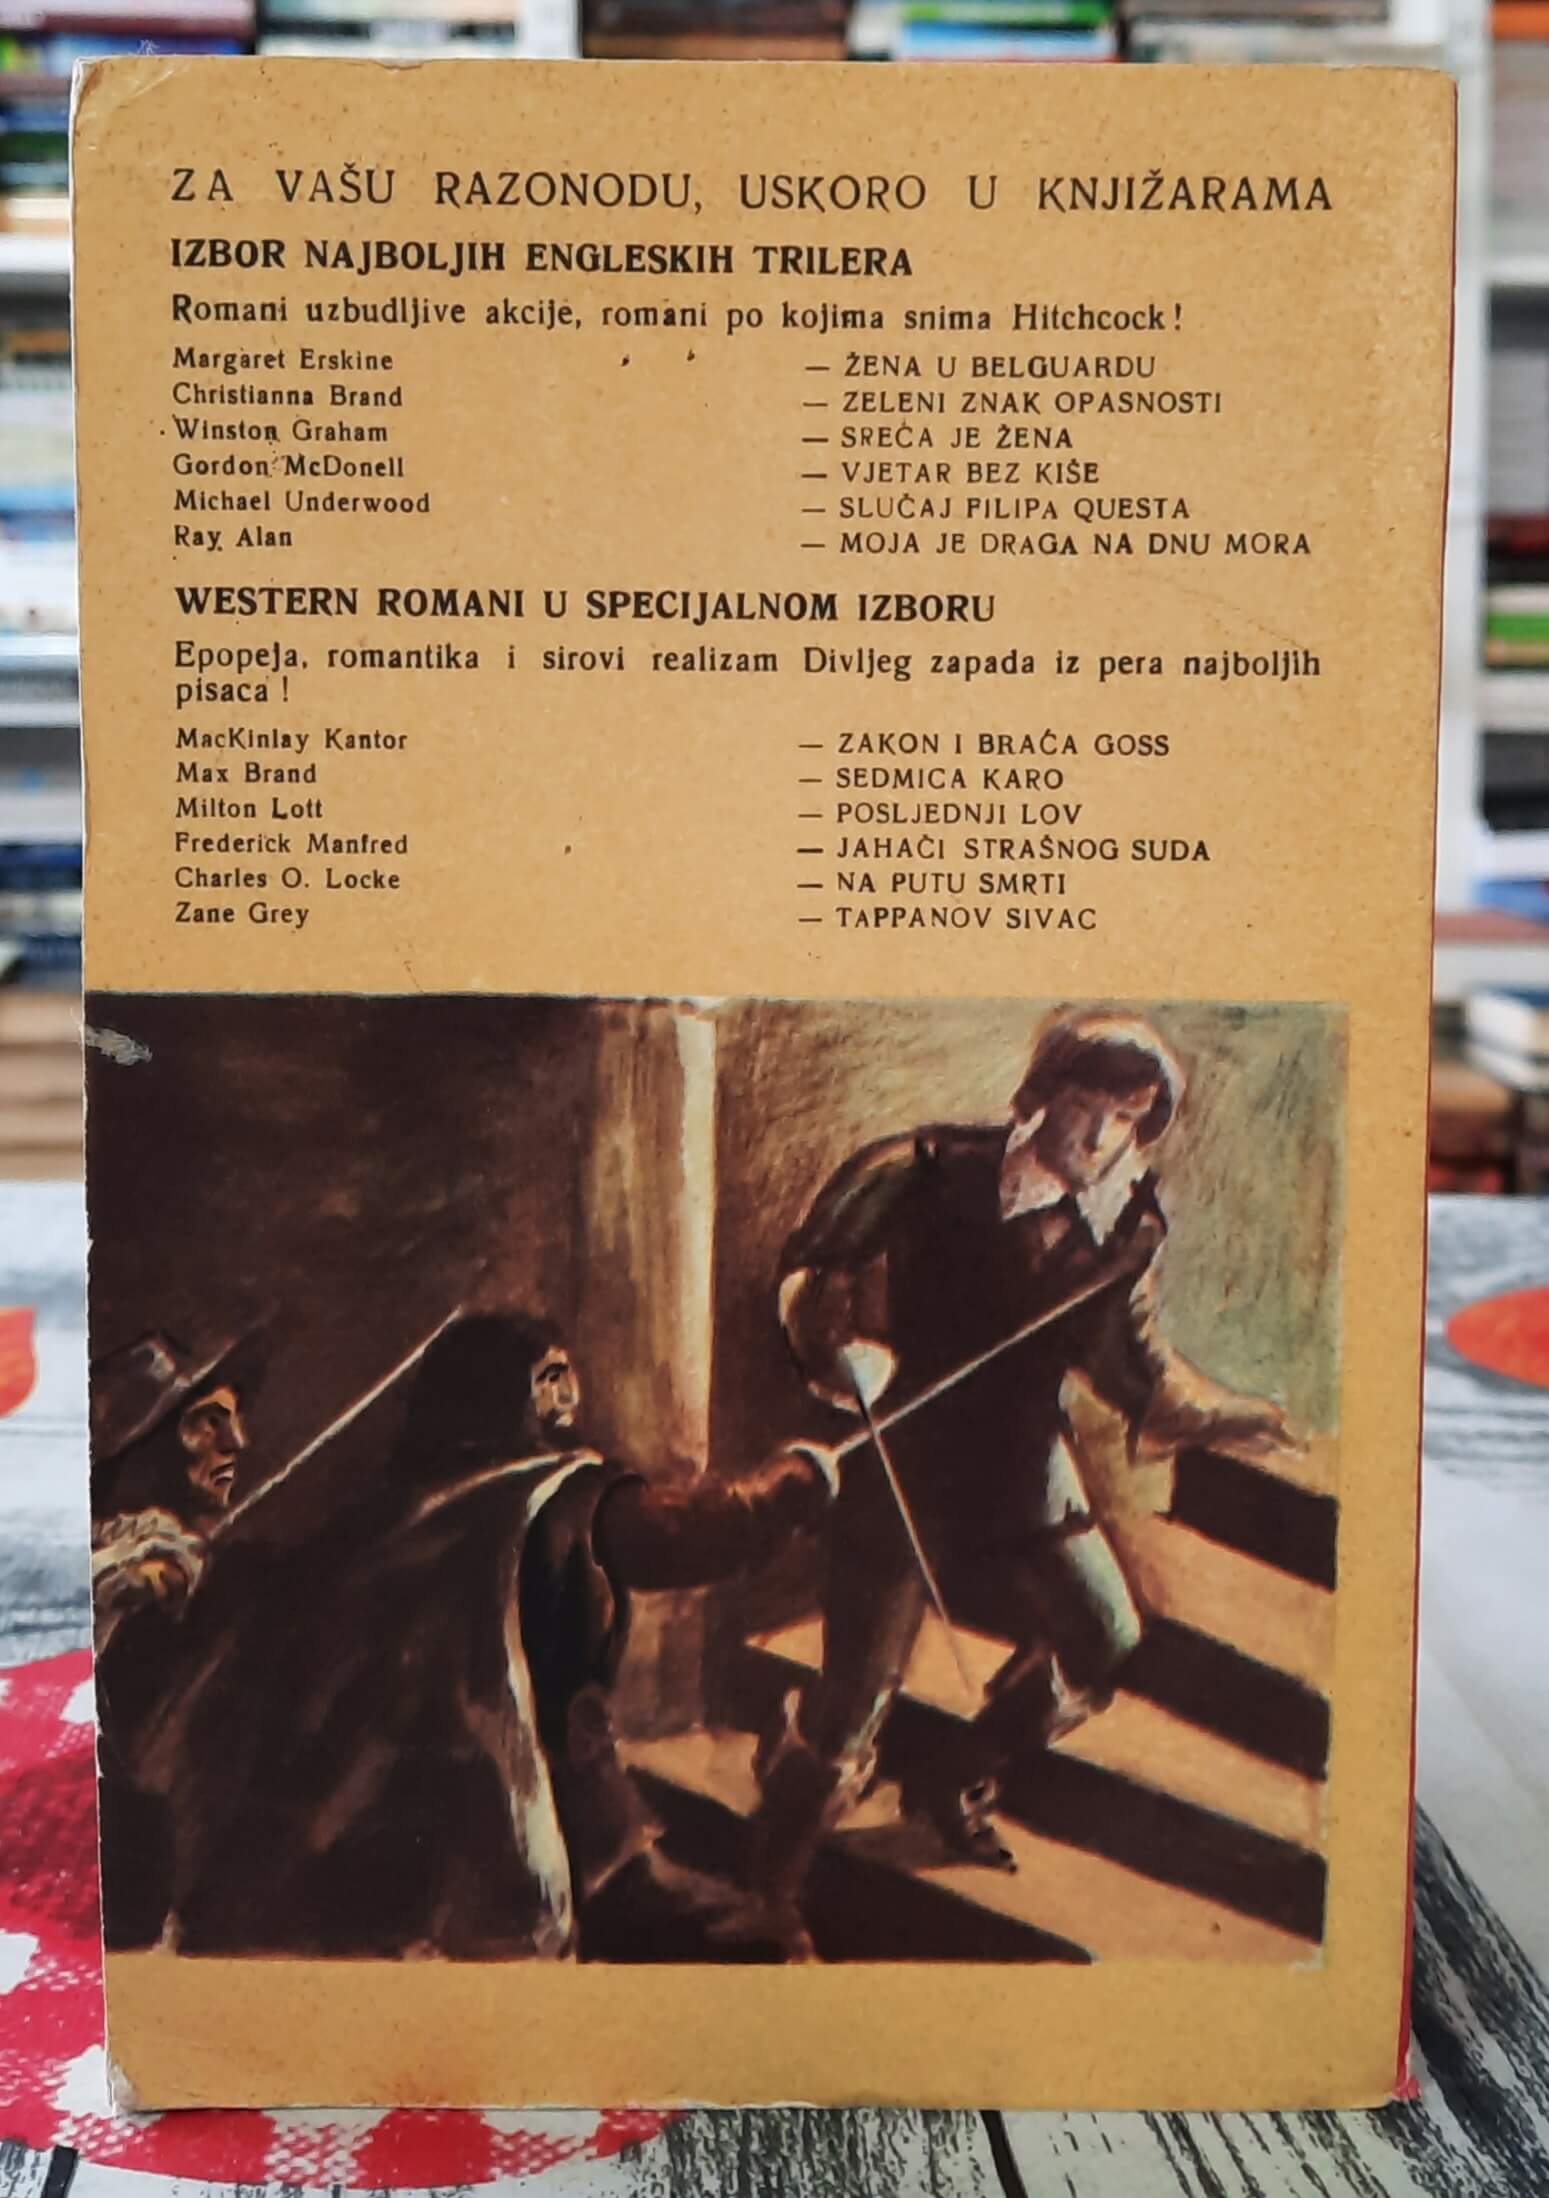 ZA VAŠU RAZONODU, USKORO U KNJIŽARAMA
IZBOR NAJBOLJIH ENGLESKIH TRILERA
Romani uzbudljive akcije, romani po kojima snima Hitchcock!
Margaret Erskine — ŽENA U BELGUARDU
Christianna Brand — ZELENI ZNAK OPASNOSTI
Winston Graham — SREĆA JE ŽENA
Gordon McDonell — VJETAR BEZ KIŠE
Michael Underwood — SLUČAJ FILIPA QUESTA
Ray Alan — MOJA JE DRAGA NA DNU MORA
WESTERN ROMANI U SPECIJALNOM IZBORU
Epopeja, romantika i sirovi realizam Divljeg zapada iz pera najboljih
pisaca!
MacKinlay Kantor — ZAKON I BRAĆA GOSS
Max Brand — SEDMICA KARO
Milton Lott — POSLJEDNJI LOV
Frederick Manfred — JAHAČI STRAŠNOG SUDA
Charles O. Locke — NA PUTU SMRTI
Zane Grey — TAPPANOV SIVAC